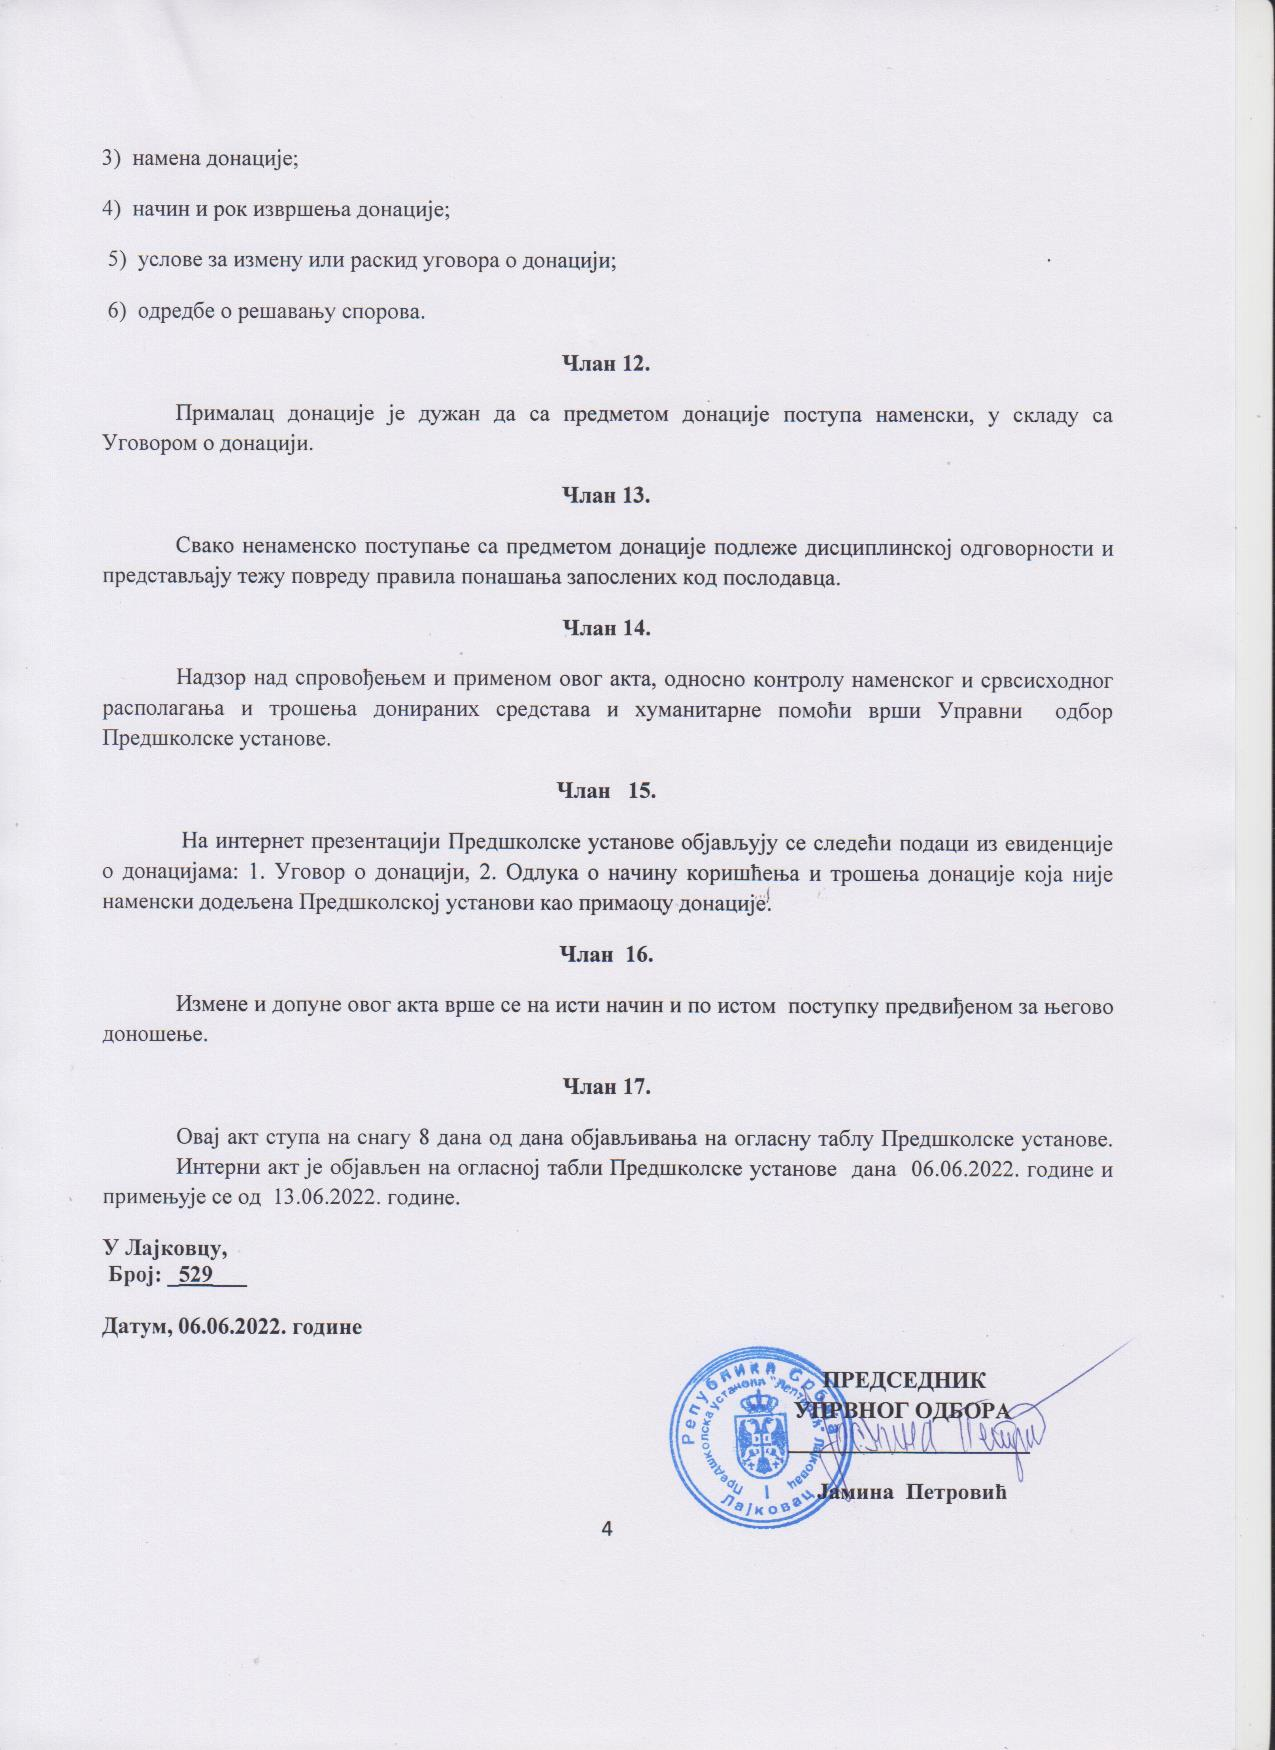 3) намена донације;
4) начин и рок извршења донације;
5) услове за измену или раскид уговора о донацији;
6) одредбе о решавању спорова.
Члан 12.
Прималац донације је дужан да са предметом донације поступа наменски, у складу са
Уговором о донацији.
Члан 13.
Свако ненаменско поступање са предметом донације подлеже дисциплинској одговорности и
представљају тежу повреду правила понашања запослених код послодавца.
Члан 14.
Надзор над спровођењем и применом овог акта, односно контролу наменског и срвсисходног
располагања и трошења донираних средстава и хуманитарне помоћи врши Управни одбор
Предшколске установе.
Члан 15.
На интернет презентацији Предшколске установе објављују се следећи подаци из евиденције
о донацијама: 1. Уговор о донацији, 2. Одлука о начину коришћења и трошења донације која није
наменски додељена Предшколској установи као примаоцу донације.
Члан 16.
Измене и допуне овог акта врше се на исти начин и по истом поступку предвиђеном за његово
доношење.
Члан 17.
Овај акт ступа на снагу 8 дана од дана објављивања на огласну таблу Предшколске установе.
Интерни акт је објављен на огласној табли Предшколске установе дана 06.06.2022. године и
примењује се од 13.06.2022. године.
У Лајковцу,
Број: _529___
Датум, 06.06.2022. године
ПРЕДСЕДНИК
УПРВНОГ ОДБОРА
Јамина Петровић
Република Србија
Предшколска установа "Лептирић" Лајковац
I
Лајковац
4